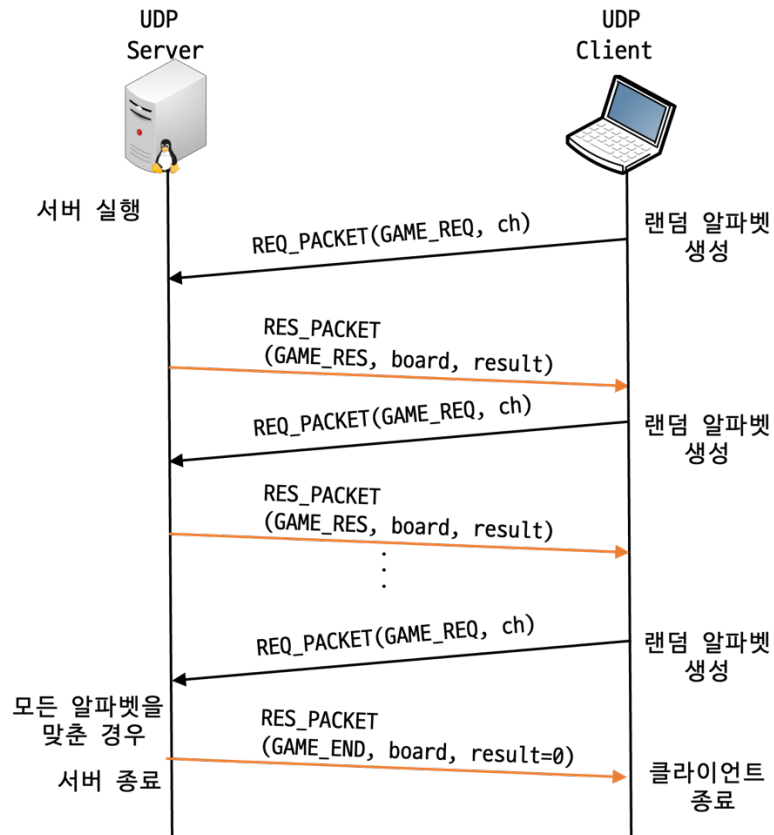 UDP
Server
UDP
Client
서버 실행
REQ_PACKET(GAME_REQ, ch)
랜덤 알파벳
생성
RES_PACKET
(GAME_RES, board, result)
REQ_PACKET(GAME_REQ, ch)
랜덤 알파벳
생성
RES_PACKET
(GAME_RES, board, result)
⋮
REQ_PACKET(GAME_REQ, ch)
랜덤 알파벳
생성
모든 알파벳을
맞춘 경우
RES_PACKET
(GAME_END, board, result=0)
서버 종료
클라이언트
종료